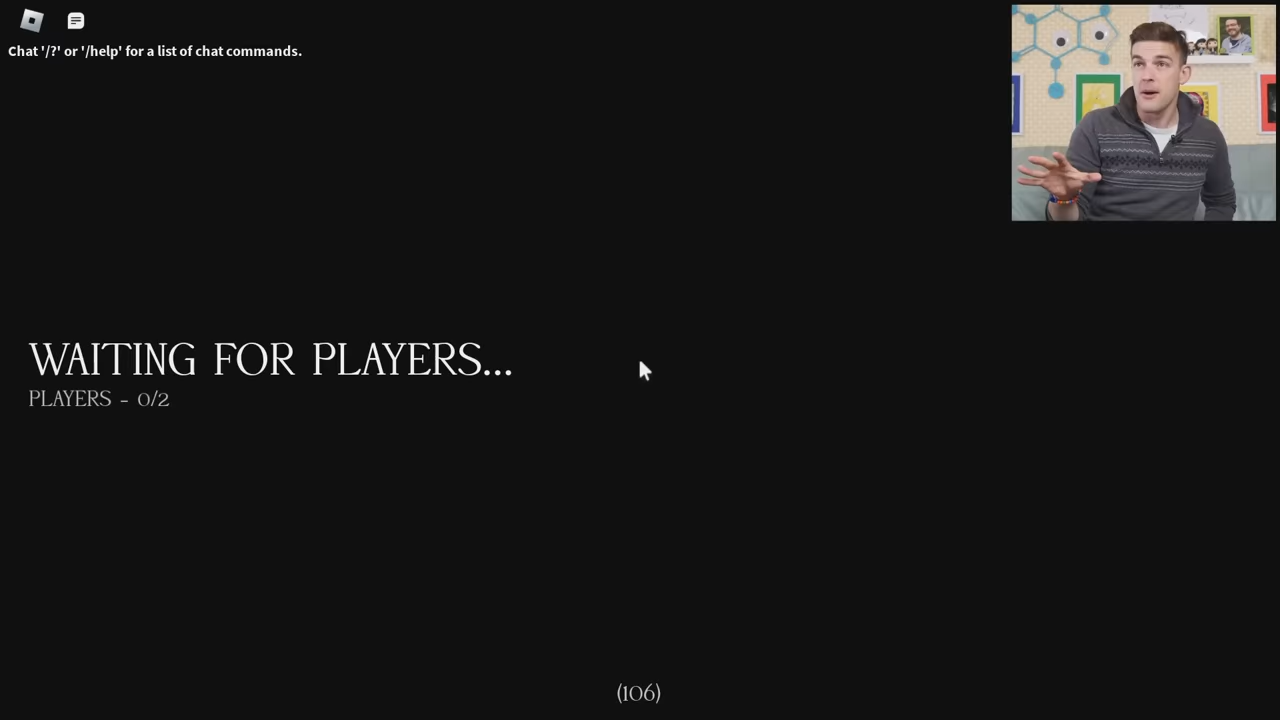 Chat '/?' or '/help' for a list of chat commands.
WAITING FOR PLAYERS...
PLAYERS - 0/2
(106)